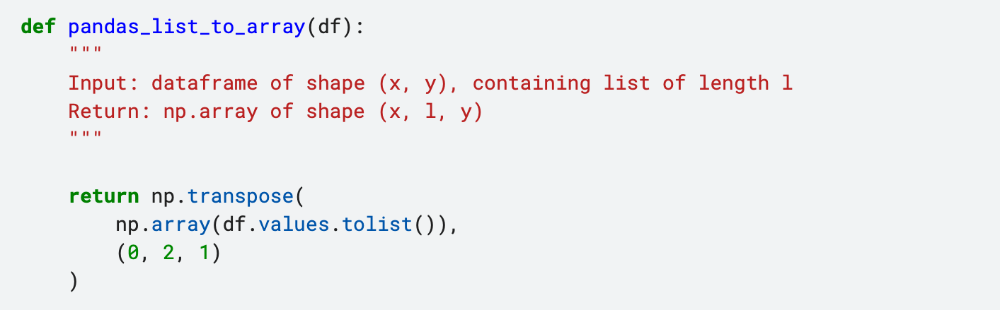 def pandas_list_to_array(df):
    """
    Input: dataframe of shape (x, y), containing list of length l
    Return: np.array of shape (x, l, y)
    """
    return np.transpose(
        np.array(df.values.tolist()),
        (0, 2, 1)
    )